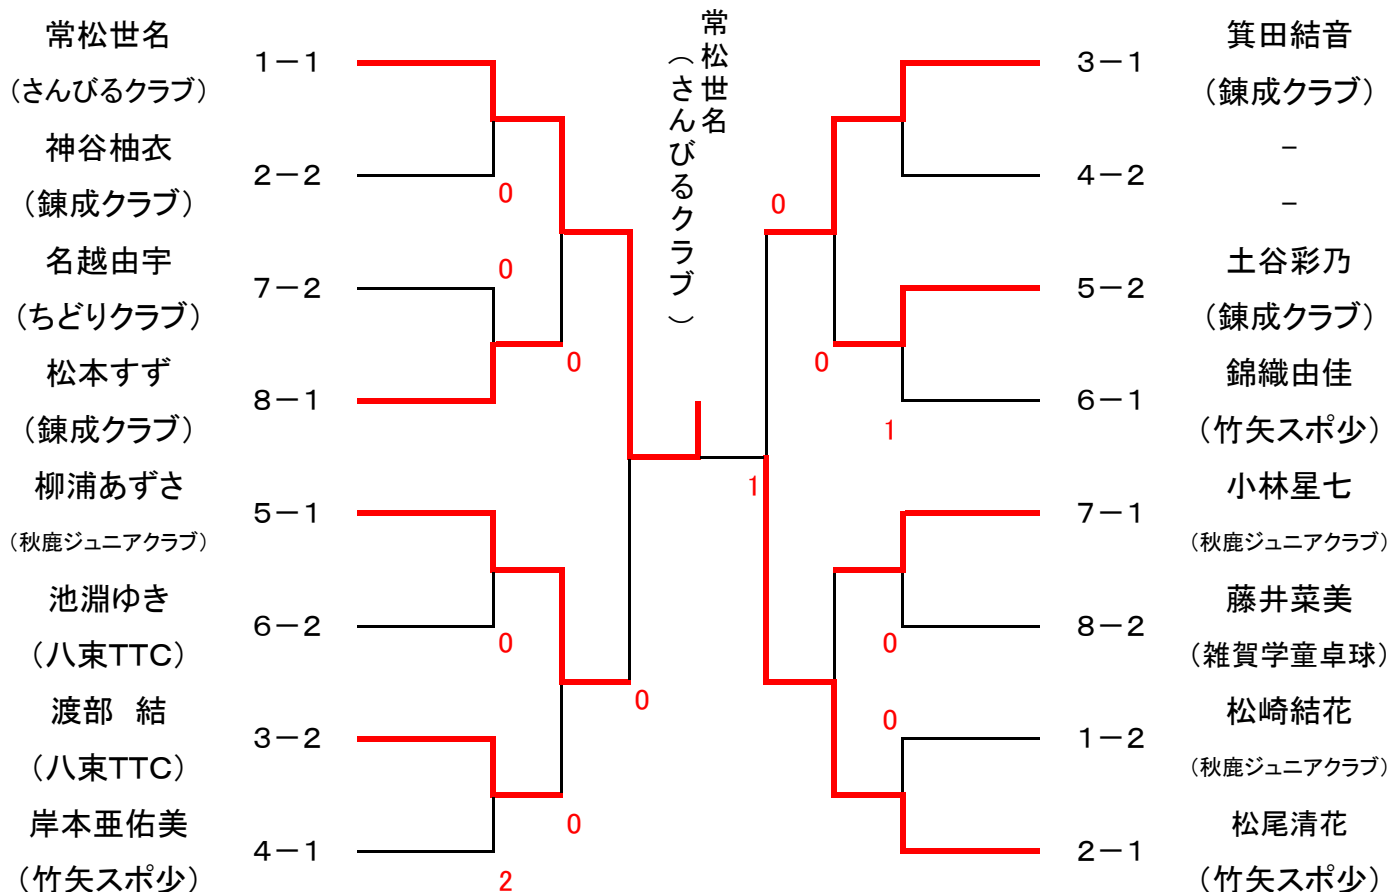 常松世名
(さんびるクラブ)
1－1
神谷柚衣
(錬成クラブ)
2－2
0
名越由宇
(ちどりクラブ)
7－2
0
松本すず
(錬成クラブ)
8－1
0
柳浦あずさ
(秋鹿ジュニアクラブ)
5－1
池淵ゆき
(八束TTC)
6－2
0
渡部　結
(八束TTC)
3－2
0
岸本亜佑美
(竹矢スポ少)
4－1
2
0
常松世名
(さんびるクラブ)
1
0
3－1
箕田結音
(錬成クラブ)
4－2
－
－
5－2
土谷彩乃
(錬成クラブ)
0
6－1
錦織由佳
(竹矢スポ少)
1
7－1
小林星七
(秋鹿ジュニアクラブ)
8－2
藤井菜美
(雑賀学童卓球)
0
1－2
松崎結花
(秋鹿ジュニアクラブ)
0
2－1
松尾清花
(竹矢スポ少)